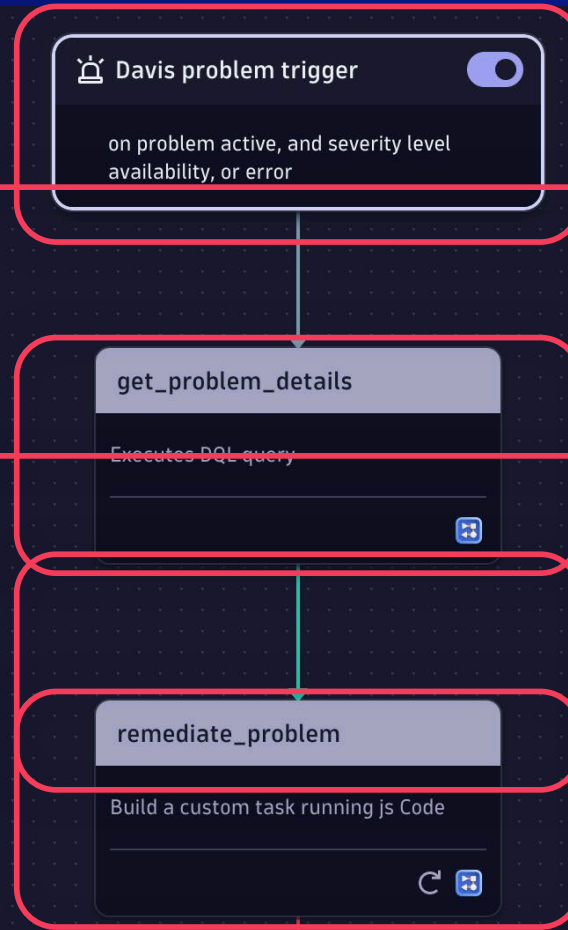 Davis problem trigger
on problem active, and severity level
availability, or error
get_problem_details
Executes DQL query
remediate_problem
Build a custom task running js Code